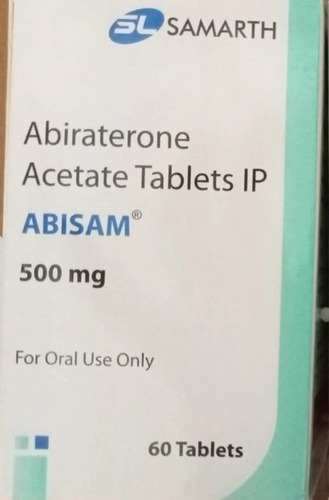 SL SAMARTH
Abiraterone
Acetate Tablets IP
ABISAM®
500 mg
For Oral Use Only
60 Tablets